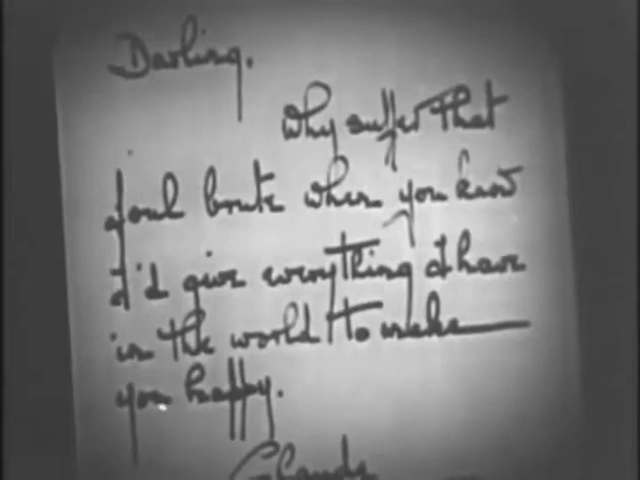 Darling.
Why suffer that
foul brute when you know
I'd give everything I have
in the world to make
you happy.
Claude